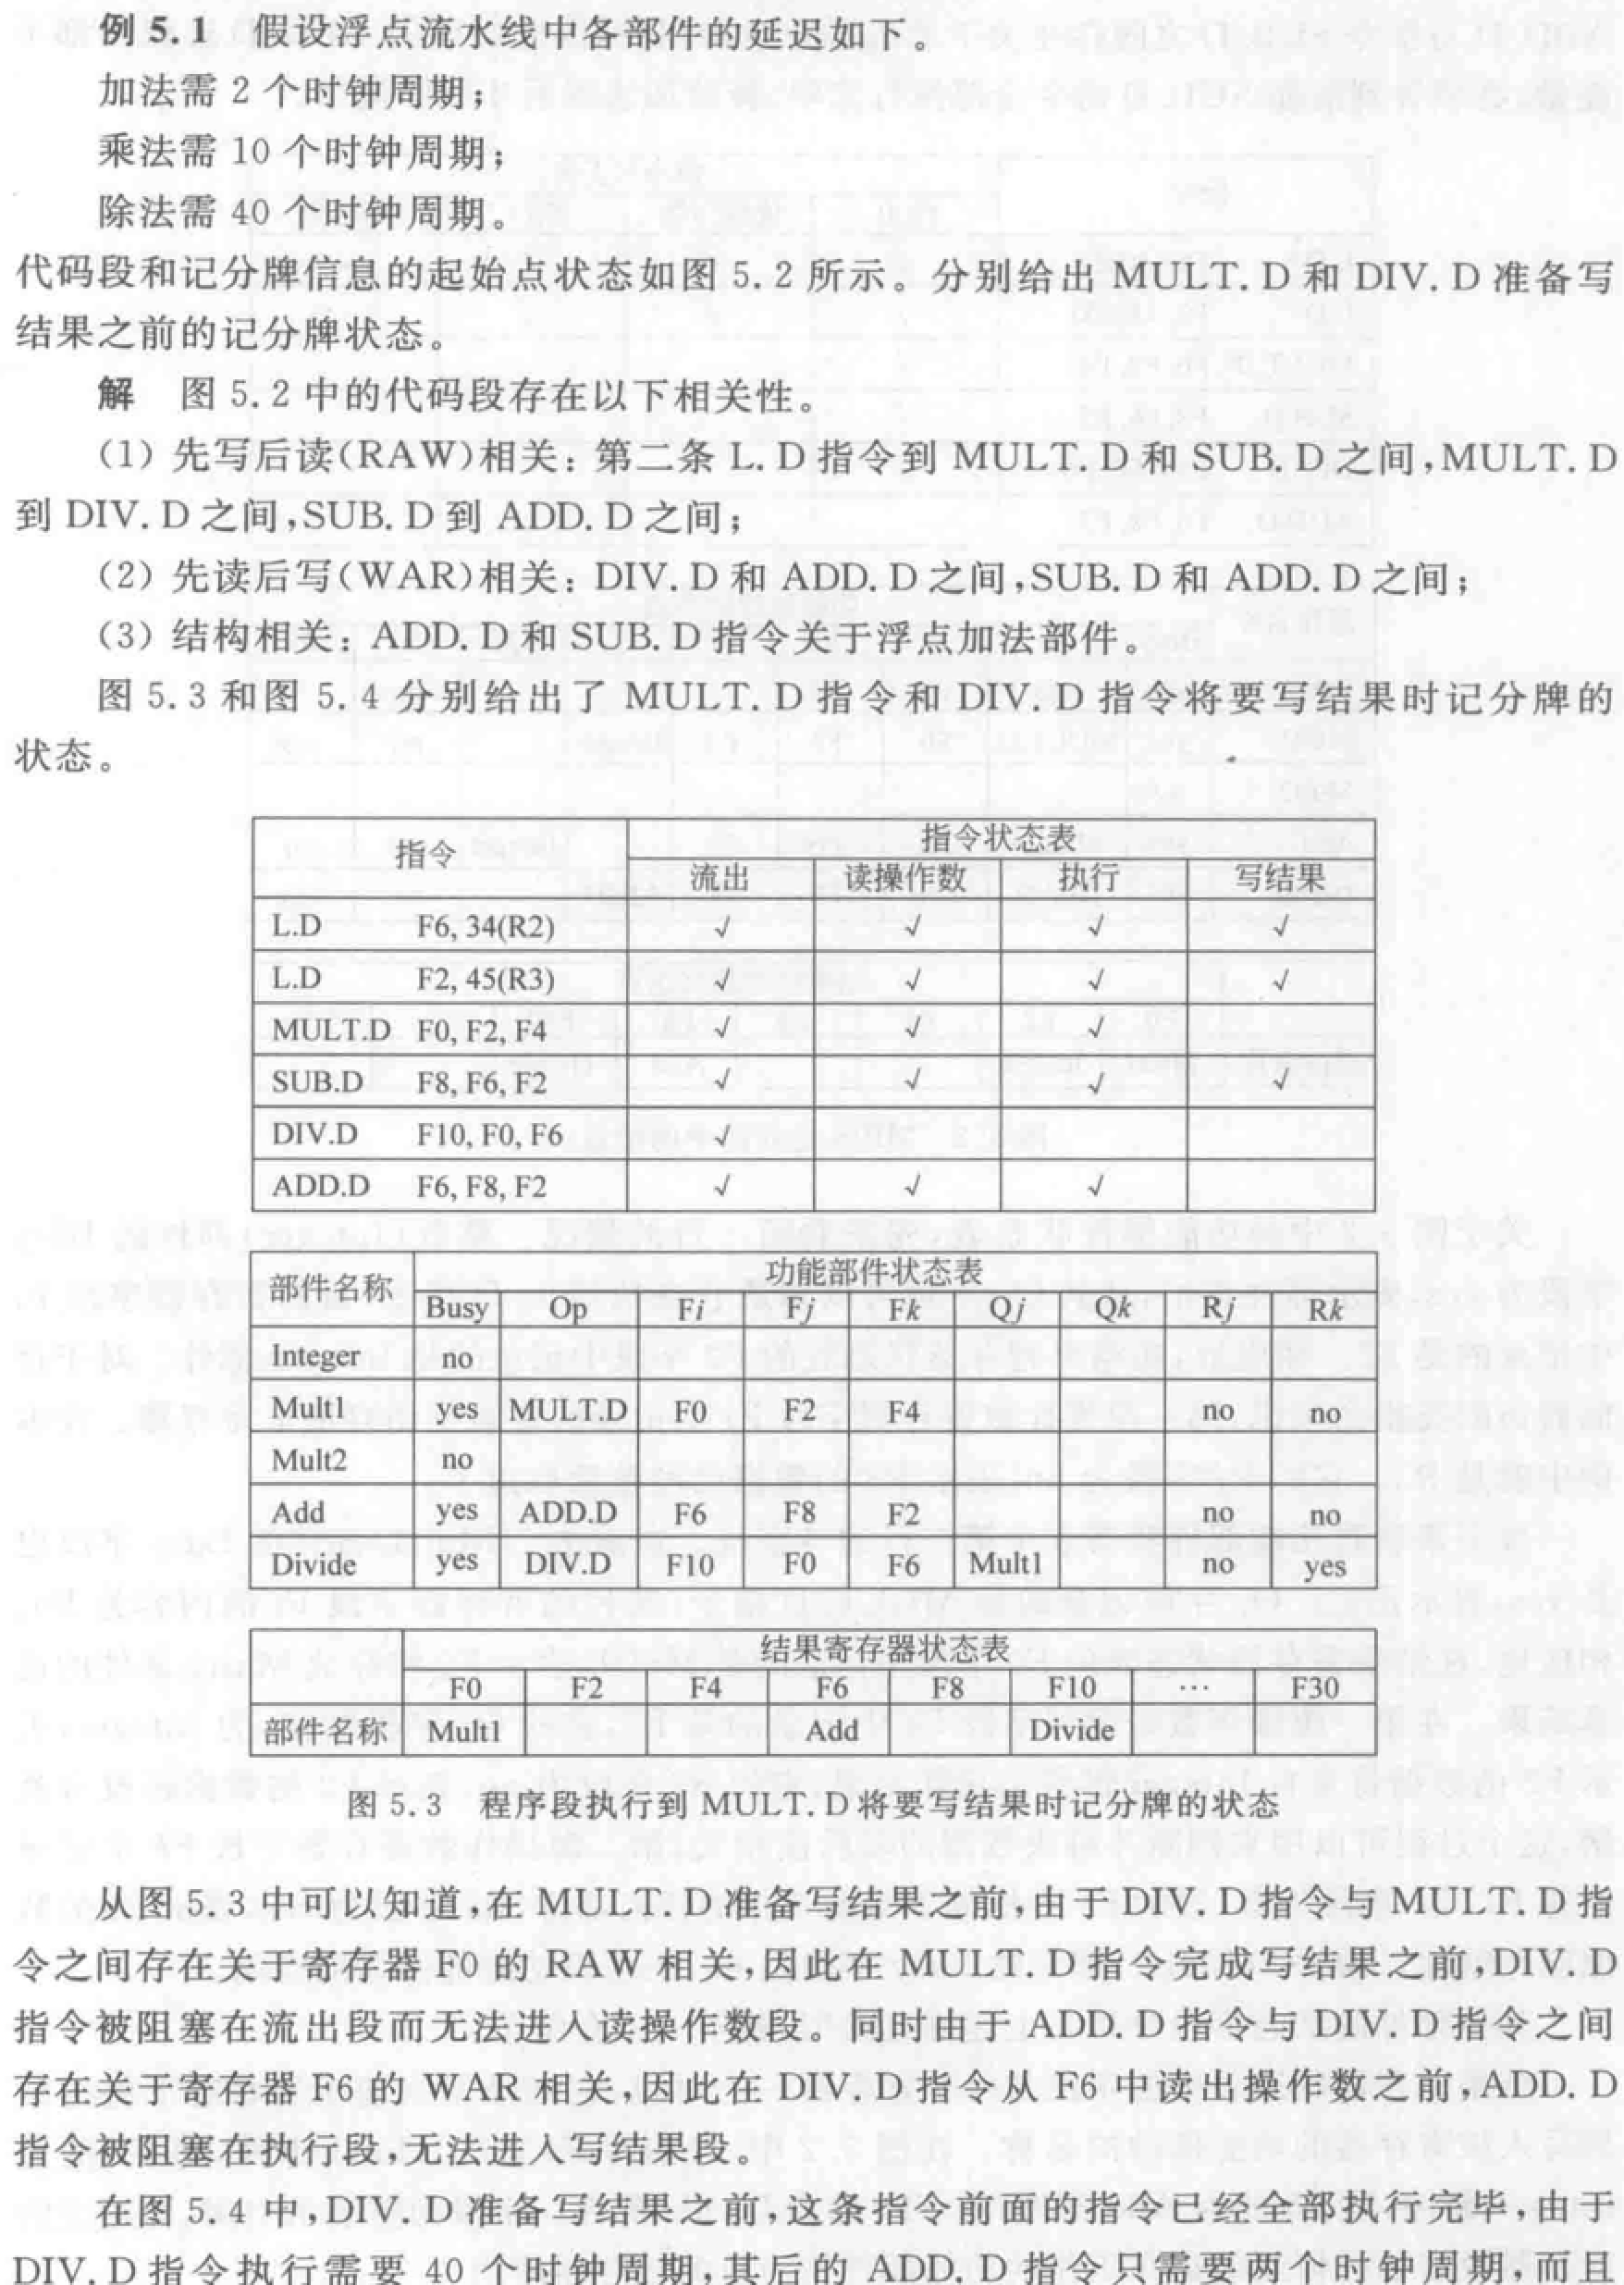 例 5.1 假设浮点流水线中各部件的延迟如下。
加法需 2 个时钟周期；
乘法需 10 个时钟周期；
除法需 40 个时钟周期。
代码段和记分牌信息的起始点状态如图 5.2 所示。分别给出 MULT.D 和 DIV.D 准备写
结果之前的记分牌状态。
解 图 5.2 中的代码段存在以下相关性。
（1）先写后读(RAW)相关：第二条 L.D 指令到 MULT.D 和 SUB.D 之间，MULT.D
到 DIV.D 之间，SUB.D 到 ADD.D 之间；
（2）先读后写(WAR)相关：DIV.D 和 ADD.D 之间，SUB.D 和 ADD.D 之间；
（3）结构相关：ADD.D 和 SUB.D 指令关于浮点加法部件。
图 5.3 和图 5.4 分别给出了 MULT.D 指令和 DIV.D 指令将要写结果时记分牌的
状态。
指令 指令状态表
流出 读操作数 执行 写结果
L.D F6, 34(R2) √ √ √ √
L.D F2, 45(R3) √ √ √ √
MULT.D F0, F2, F4 √ √ √
SUB.D F8, F6, F2 √ √ √ √
DIV.D F10, F0, F6 √
ADD.D F6, F8, F2 √ √ √
部件名称 功能部件状态表
Busy Op Fi Fj Fk Qj Qk Rj Rk
Integer no
Mult1 yes MULT.D F0 F2 F4 no no
Mult2 no
Add yes ADD.D F6 F8 F2 no no
Divide yes DIV.D F10 F0 F6 Mult1 no yes
结果寄存器状态表
F0 F2 F4 F6 F8 F10 … F30
部件名称 Mult1 Add Divide
图 5.3 程序段执行到 MULT.D 将要写结果时记分牌的状态
从图 5.3 中可以知道，在 MULT.D 准备写结果之前，由于 DIV.D 指令与 MULT.D 指
令之间存在关于寄存器 F0 的 RAW 相关，因此在 MULT.D 指令完成写结果之前，DIV.D
指令被阻塞在流出段而无法进入读操作数段。同时由于 ADD.D 指令与 DIV.D 指令之间
存在关于寄存器 F6 的 WAR 相关，因此在 DIV.D 指令从 F6 中读出操作数之前，ADD.D
指令被阻塞在执行段，无法进入写结果段。
在图 5.4 中，DIV.D 准备写结果之前，这条指令前面的指令已经全部执行完毕，由于
DIV.D 指令执行需要 40 个时钟周期，其后的 ADD.D 指令只需要两个时钟周期，而且